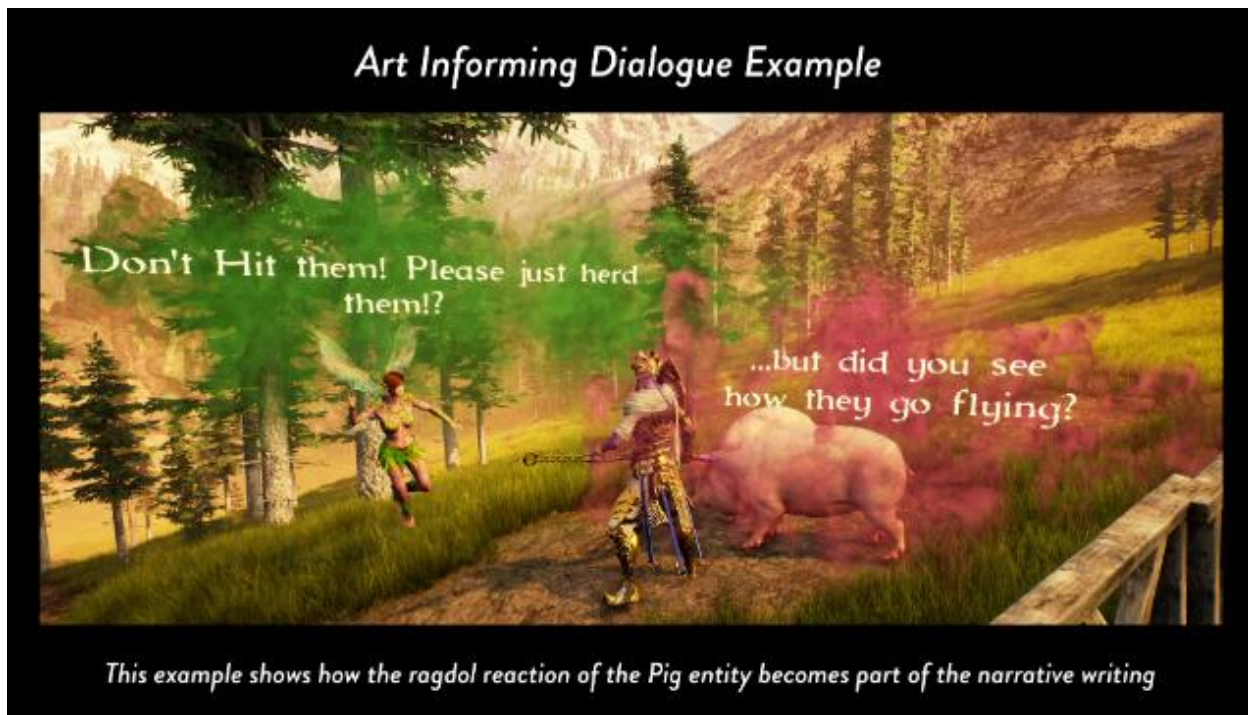 Art Informing Dialogue Example
Don't Hit them! Please just herd
them!?
...but did you see
how they go flying?
This example shows how the ragdol reaction of the Pig entity becomes part of the narrative writing